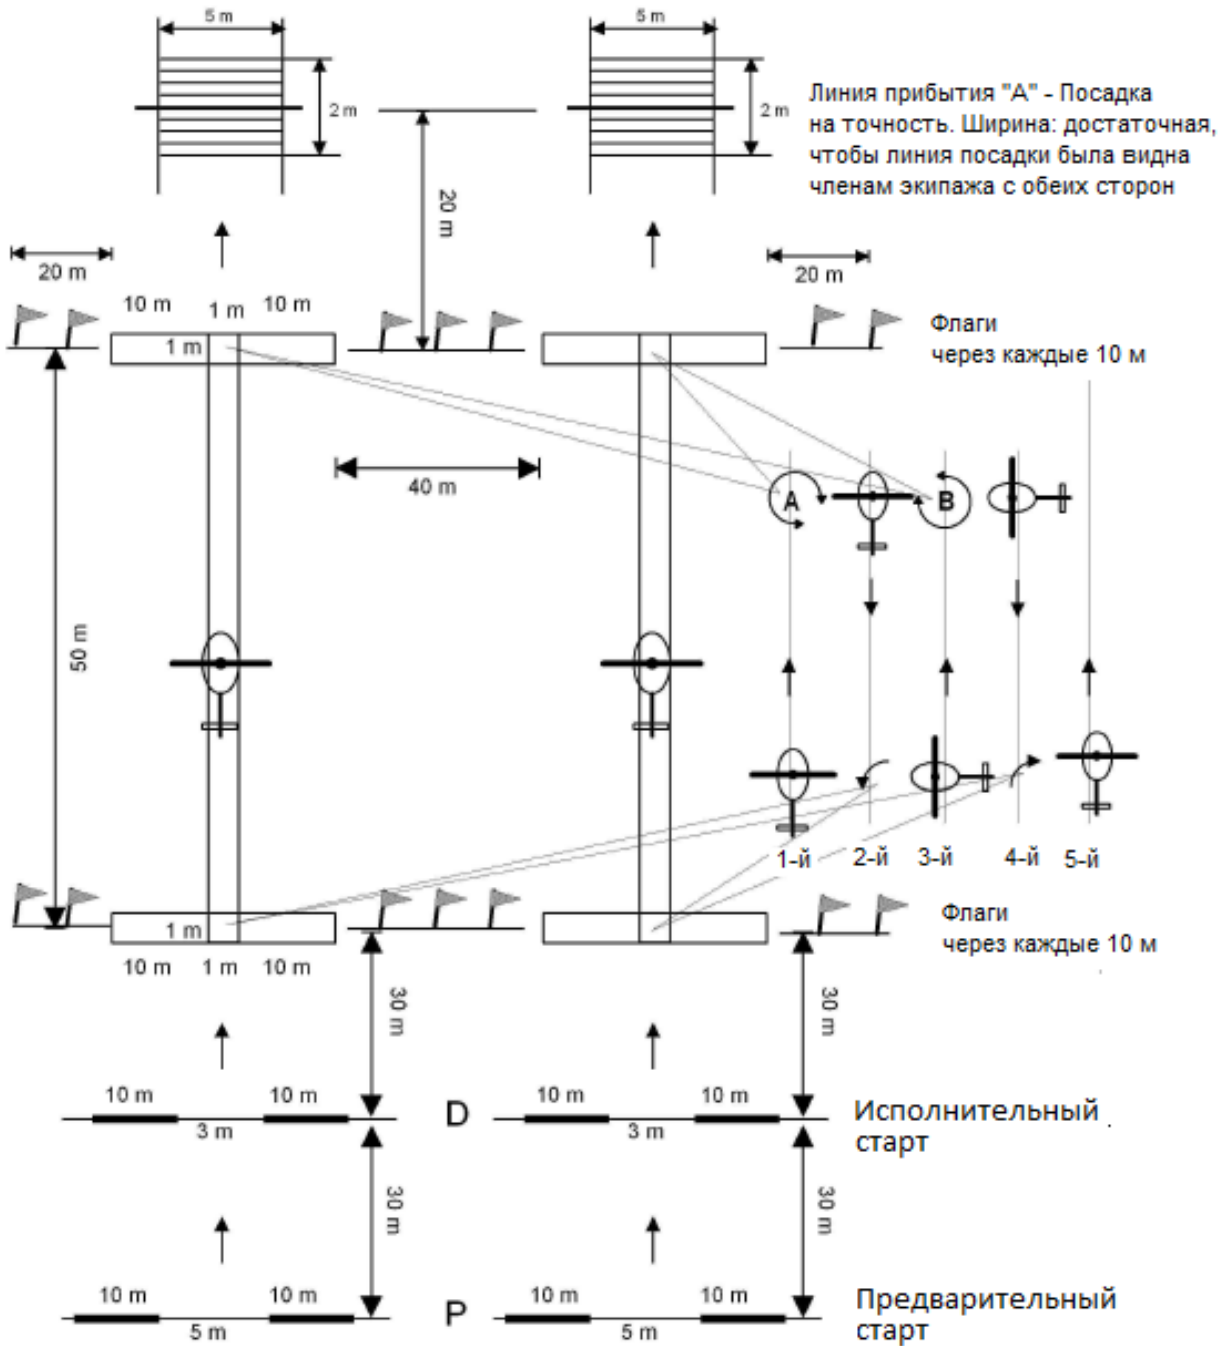 5 m
5 m
2 m
2 m
Линия прибытия "А" - Посадка
на точность. Ширина: достаточная,
чтобы линия посадки была видна
членам экипажа с обеих сторон
20 m
20 m
20 m
10 m
1 m
10 m
1 m
Флаги
через каждые 10 м
40 m
A
B
50 m
1-й
2-й
3-й
4-й
5-й
1 m
Флаги
через каждые 10 м
10 m
1 m
10 m
30 m
30 m
10 m
10 m
3 m
D
10 m
10 m
3 m
Исполнительный
старт
30 m
30 m
10 m
10 m
5 m
P
10 m
10 m
5 m
Предварительный
старт